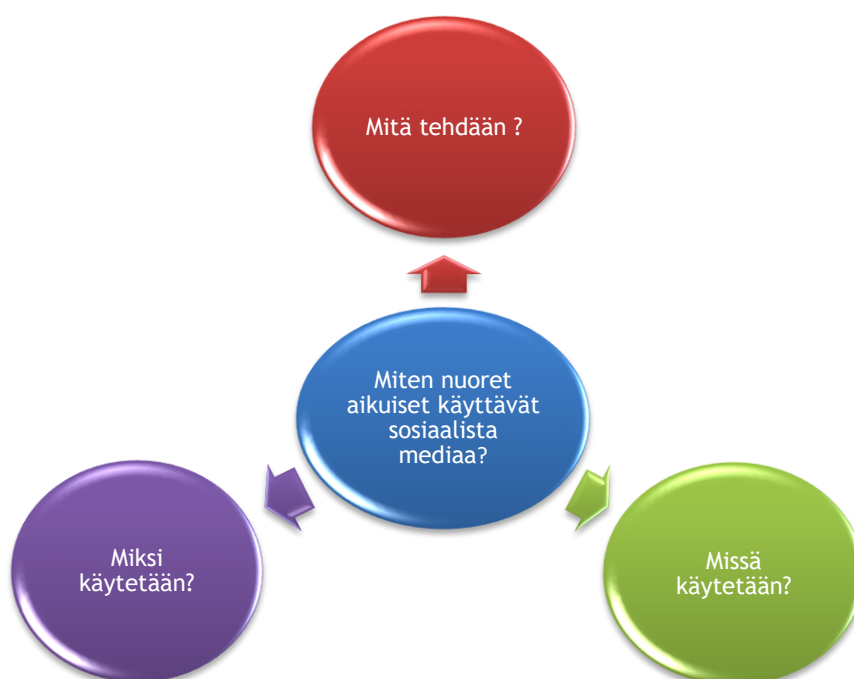 Mitä tehdään ?
Miten nuoret
aikuiset käyttävät
sosiaalista
mediaa?
Miksi
käytetään?
Missä
käytetään?